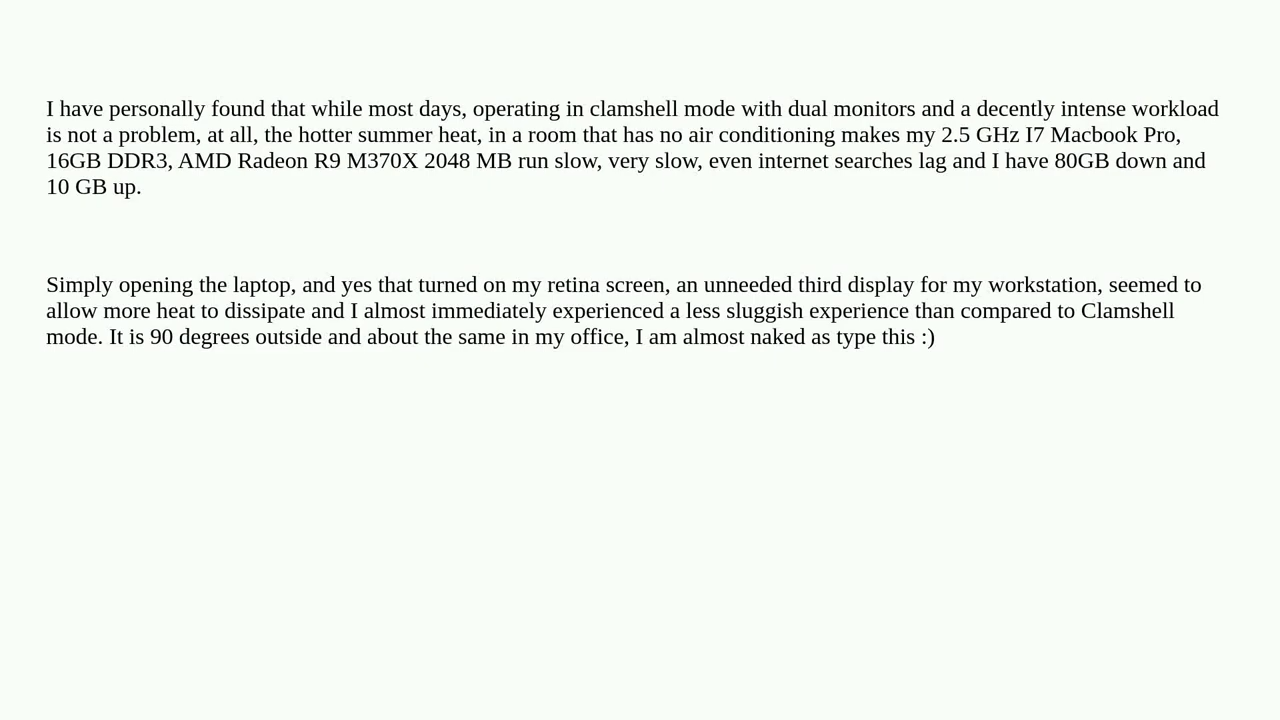 I have personally found that while most days, operating in clamshell mode with dual monitors and a decently intense workload
is not a problem, at all, the hotter summer heat, in a room that has no air conditioning makes my 2.5 GHz I7 Macbook Pro,
16GB DDR3, AMD Radeon R9 M370X 2048 MB run slow, very slow, even internet searches lag and I have 80GB down and
10 GB up.
Simply opening the laptop, and yes that turned on my retina screen, an unneeded third display for my workstation, seemed to
allow more heat to dissipate and I almost immediately experienced a less sluggish experience than compared to Clamshell
mode. It is 90 degrees outside and about the same in my office, I am almost naked as type this :)